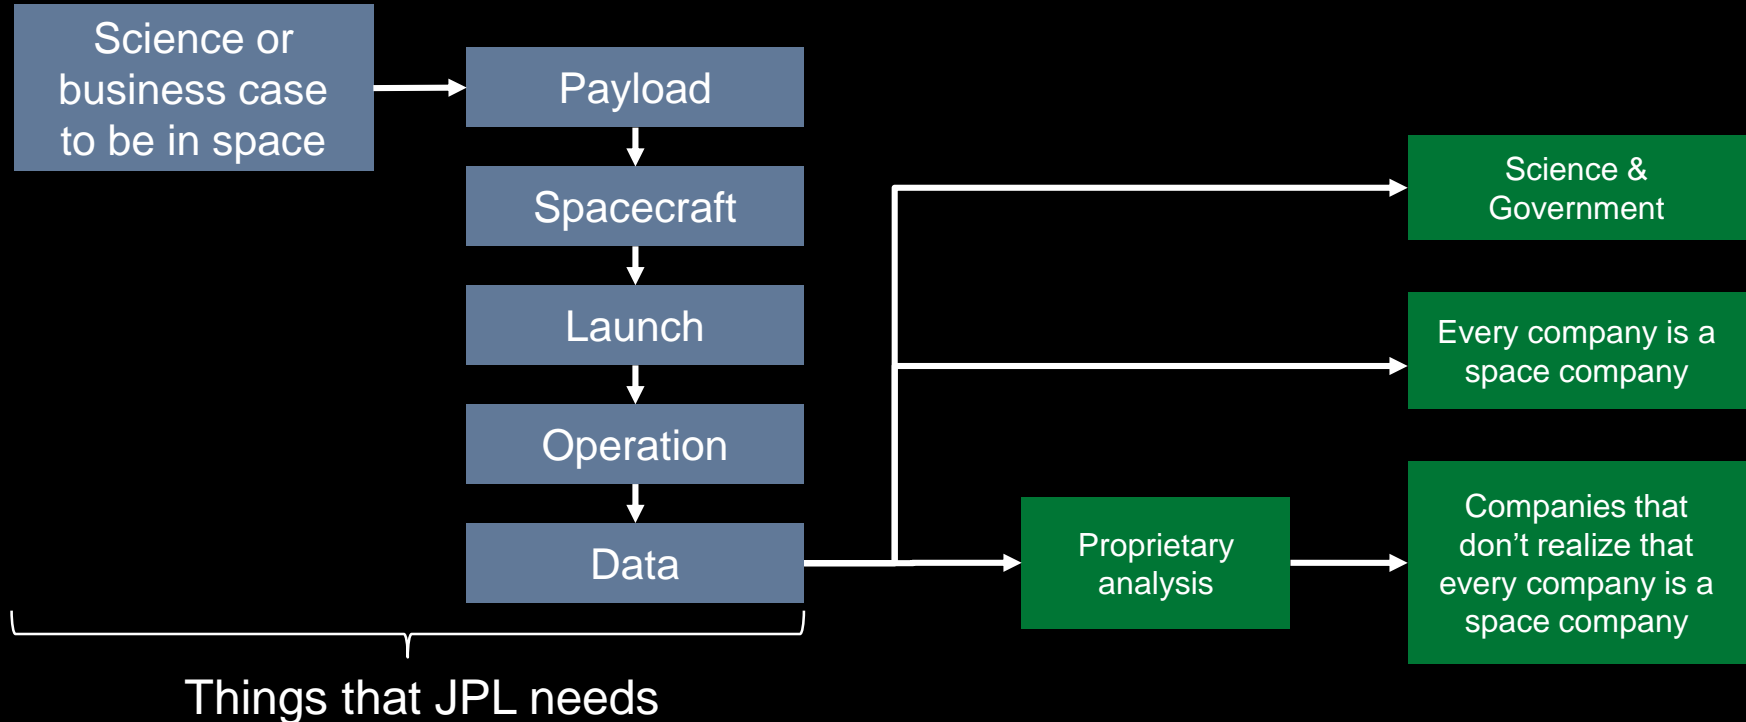 Science or
business case
to be in space
Payload
Spacecraft
Launch
Operation
Data
Things that JPL needs
Proprietary
analysis
Science &
Government
Every company is a
space company
Companies that
don’t realize that
every company is a
space company